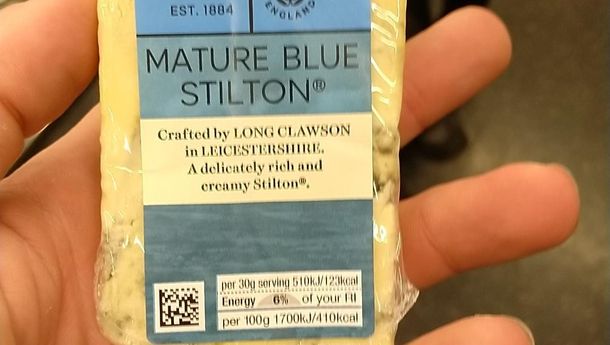 EST. 1884
ENGLAND
MATURE BLUE
STILTON®
Crafted by LONG CLAWSON
in LEICESTERSHIRE.
A delicately rich and
creamy Stilton®.
per 30g serving 510kJ/123kcal
Energy 6% of your RI
per 100g 1700kJ/410kcal